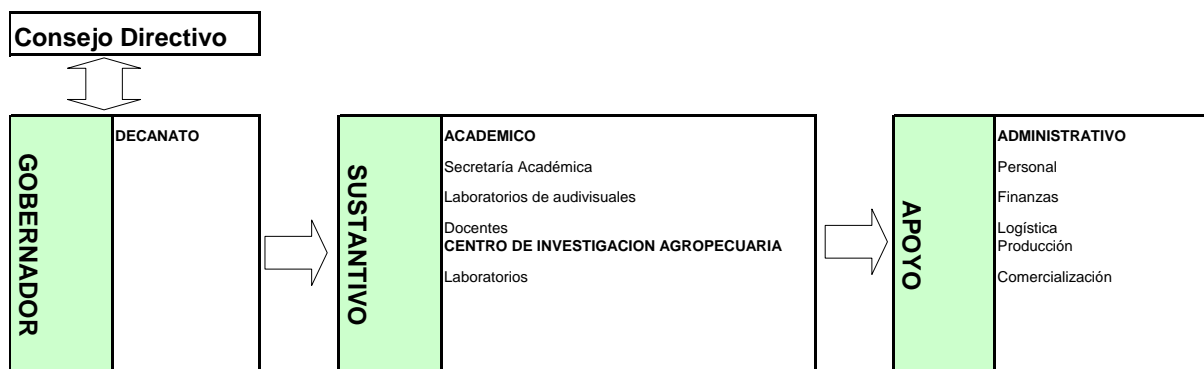 Consejo Directivo
GOBERNADOR
DECANATO
SUSTANTIVO
ACADEMICO
Secretaría Académica
Laboratorios de audivisuales
Docentes
CENTRO DE INVESTIGACION AGROPECUARIA
Laboratorios
APOYO
ADMINISTRATIVO
Personal
Finanzas
Logística
Producción
Comercialización